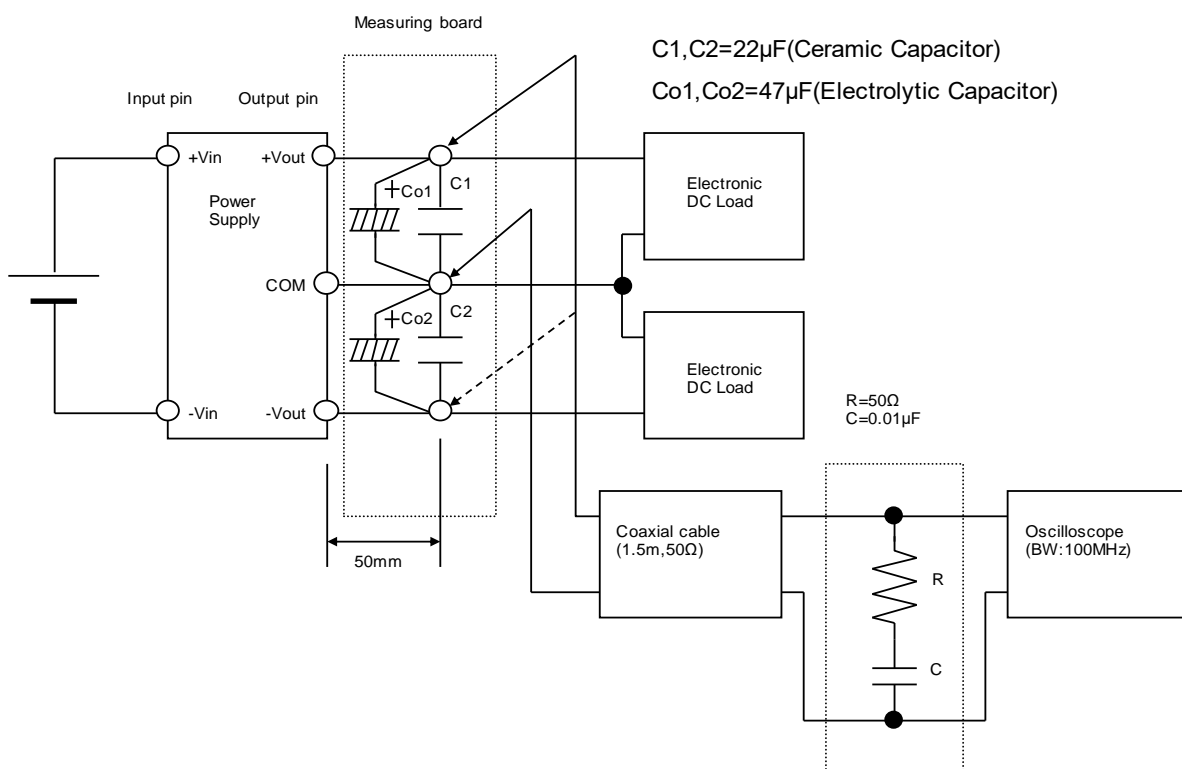 Measuring board
C1,C2=22µF(Ceramic Capacitor)
Co1,Co2=47µF(Electrolytic Capacitor)
Input pin
Output pin
+Vin
+Vout
Power
Supply
+Co1
C1
Electronic
DC Load
COM
+Co2
C2
Electronic
DC Load
-Vin
-Vout
R=50Ω
C=0.01µF
50mm
Coaxial cable
(1.5m,50Ω)
R
C
Oscilloscope
(BW:100MHz)